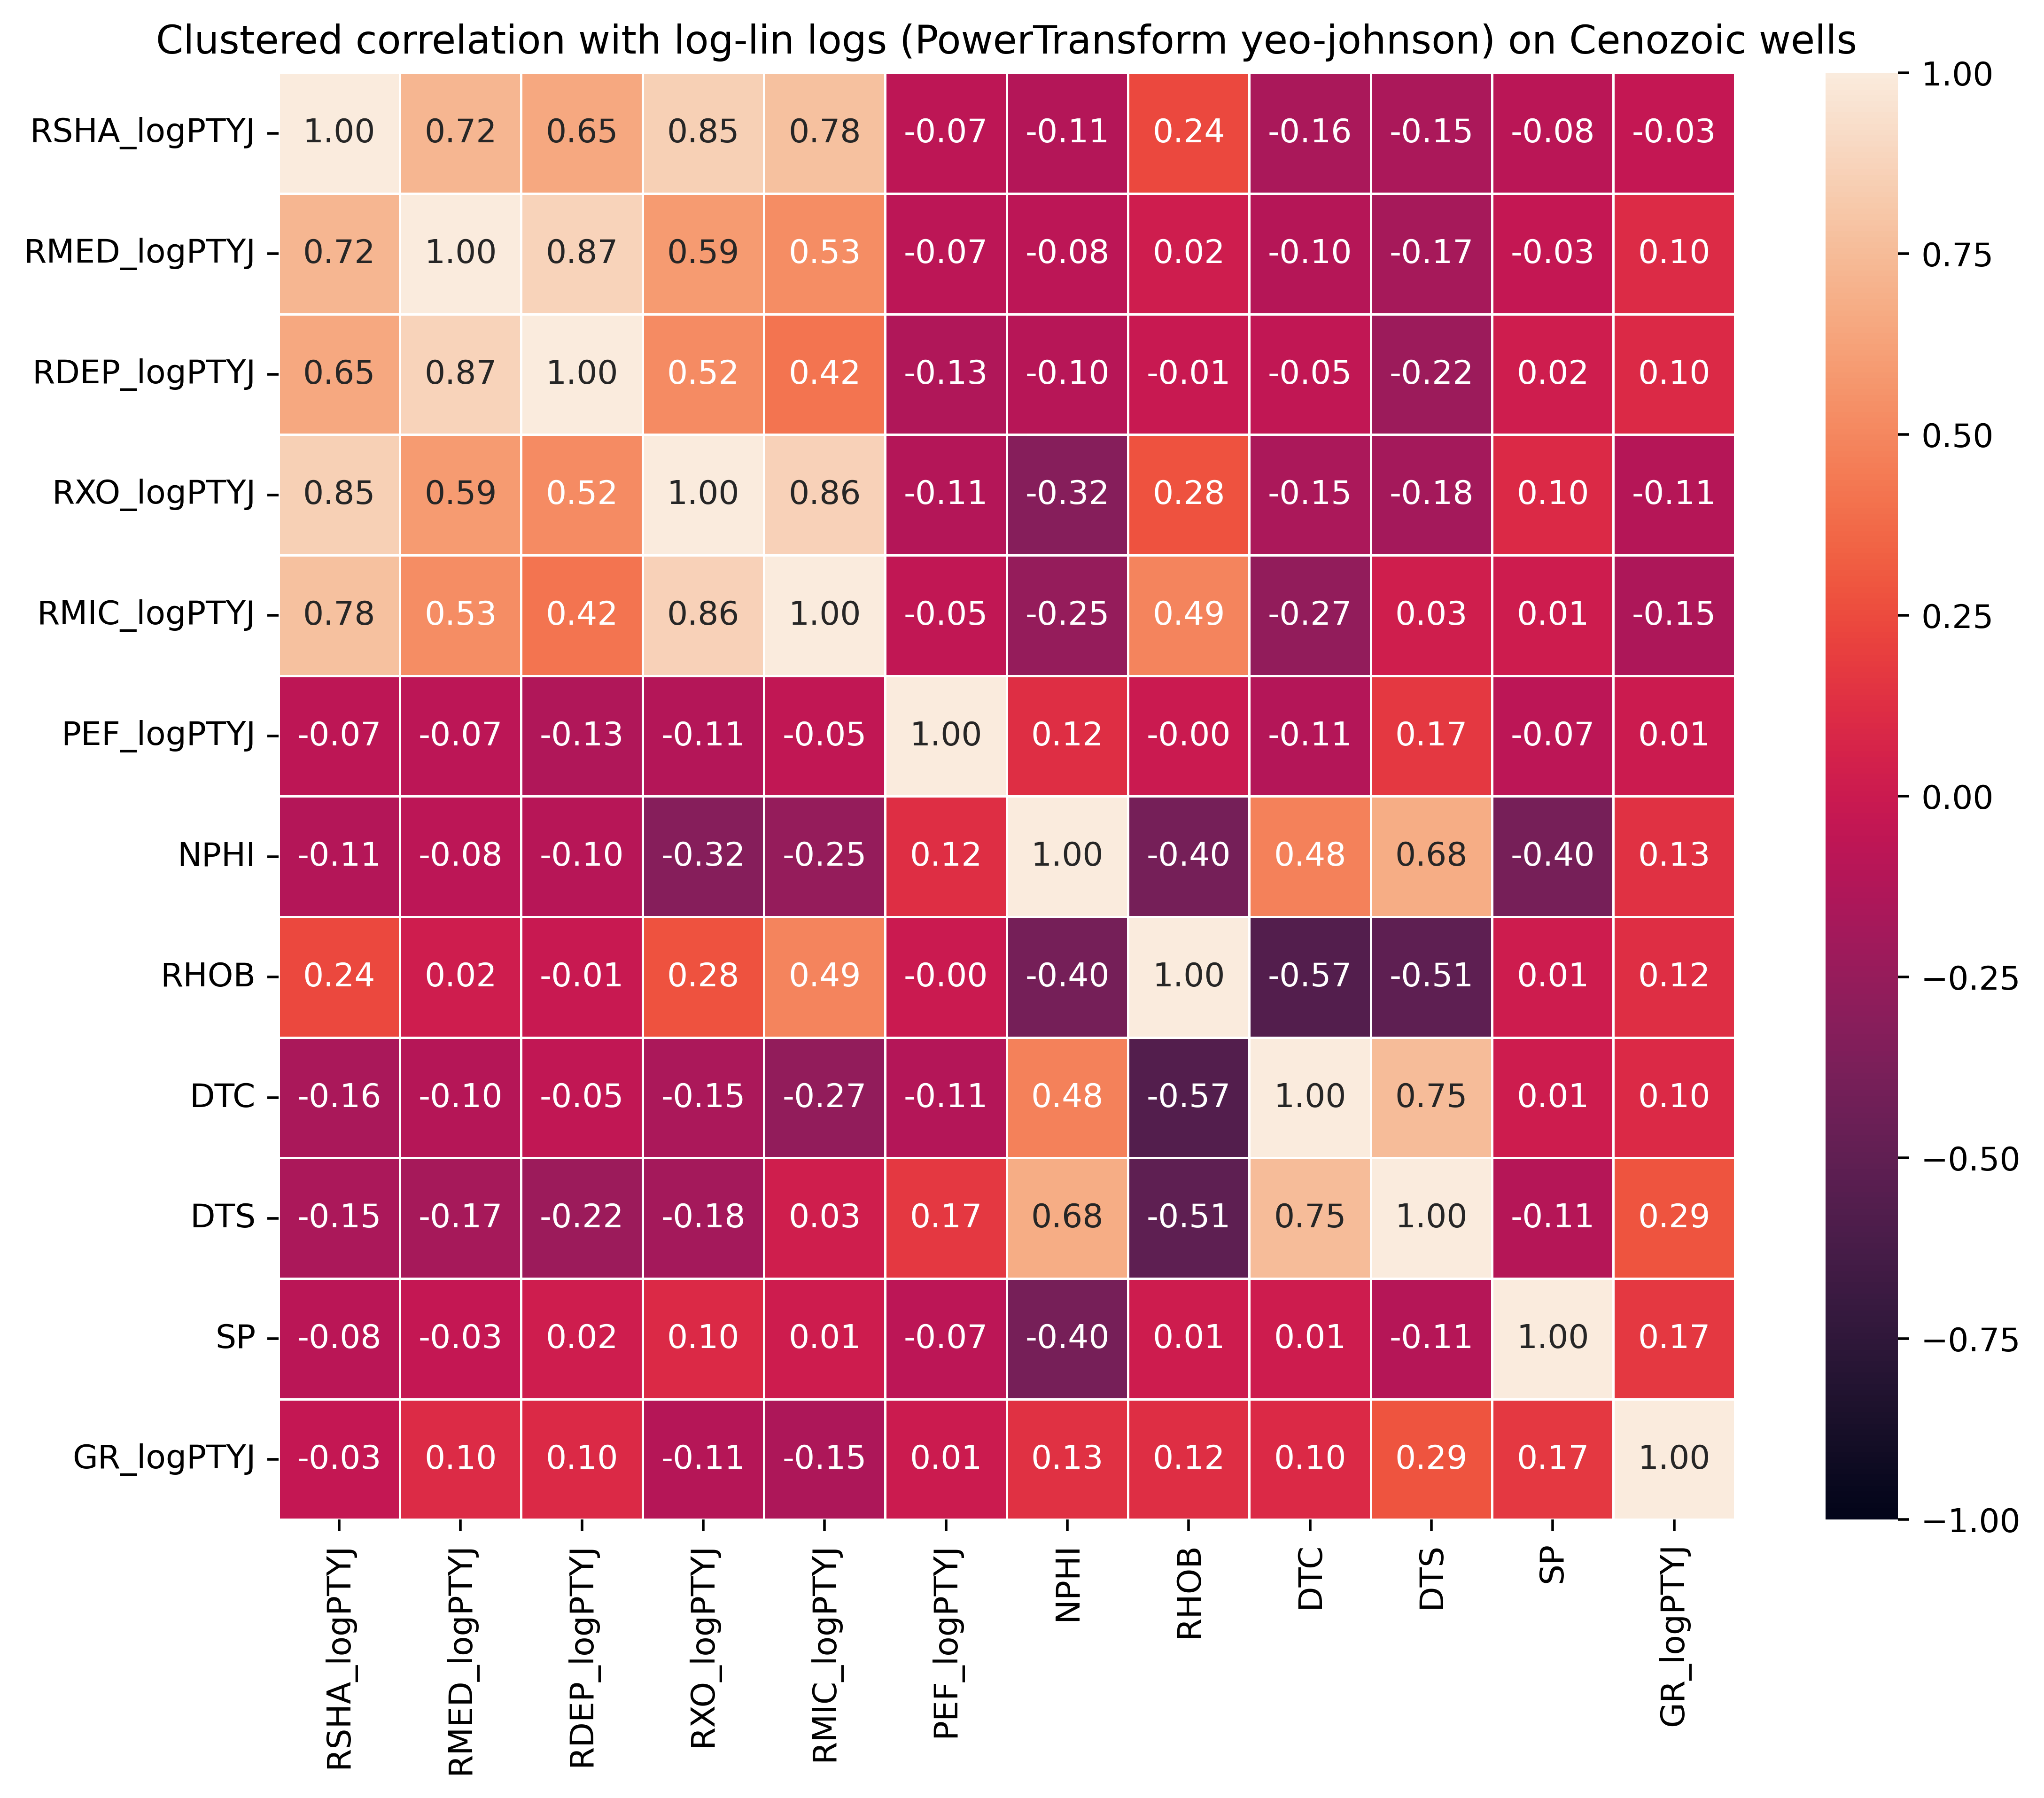 Clustered correlation with log-lin logs (PowerTransform yeo-johnson) on Cenozoic wells
RSHA_logPTYJ 1.00 0.72 0.65 0.85 0.78 -0.07 -0.11 0.24 -0.16 -0.15 -0.08 -0.03
RMED_logPTYJ 0.72 1.00 0.87 0.59 0.53 -0.07 -0.08 0.02 -0.10 -0.17 -0.03 0.10
RDEP_logPTYJ 0.65 0.87 1.00 0.52 0.42 -0.13 -0.10 -0.01 -0.05 -0.22 0.02 0.10
RXO_logPTYJ 0.85 0.59 0.52 1.00 0.86 -0.11 -0.32 0.28 -0.15 -0.18 0.10 -0.11
RMIC_logPTYJ 0.78 0.53 0.42 0.86 1.00 -0.05 -0.25 0.49 -0.27 0.03 0.01 -0.15
PEF_logPTYJ -0.07 -0.07 -0.13 -0.11 -0.05 1.00 0.12 -0.00 -0.11 0.17 -0.07 0.01
NPHI -0.11 -0.08 -0.10 -0.32 -0.25 0.12 1.00 -0.40 0.48 0.68 -0.40 0.13
RHOB 0.24 0.02 -0.01 0.28 0.49 -0.00 -0.40 1.00 -0.57 -0.51 0.01 0.12
DTC -0.16 -0.10 -0.05 -0.15 -0.27 -0.11 0.48 -0.57 1.00 0.75 0.01 0.10
DTS -0.15 -0.17 -0.22 -0.18 0.03 0.17 0.68 -0.51 0.75 1.00 -0.11 0.29
SP -0.08 -0.03 0.02 0.10 0.01 -0.07 -0.40 0.01 0.01 -0.11 1.00 0.17
GR_logPTYJ -0.03 0.10 0.10 -0.11 -0.15 0.01 0.13 0.12 0.10 0.29 0.17 1.00
RSHA_logPTYJ
RMED_logPTYJ
RDEP_logPTYJ
RXO_logPTYJ
RMIC_logPTYJ
PEF_logPTYJ
NPHI
RHOB
DTC
DTS
SP
GR_logPTYJ
1.00
0.75
0.50
0.25
0.00
−0.25
−0.50
−0.75
−1.00